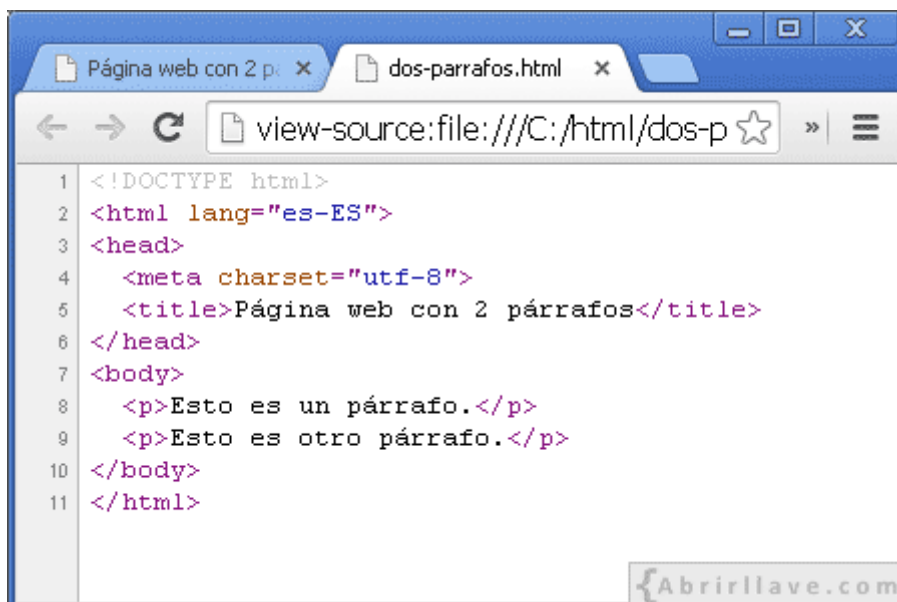 Página web con 2 pá
dos-parrafos.html
view-source:file:///C:/html/dos-p
1 <!DOCTYPE html>
2 <html lang="es-ES">
3 <head>
4   <meta charset="utf-8">
5   <title>Página web con 2 párrafos</title>
6 </head>
7 <body>
8   <p>Esto es un párrafo.</p>
9   <p>Esto es otro párrafo.</p>
10 </body>
11 </html>
{Abrirllave.com